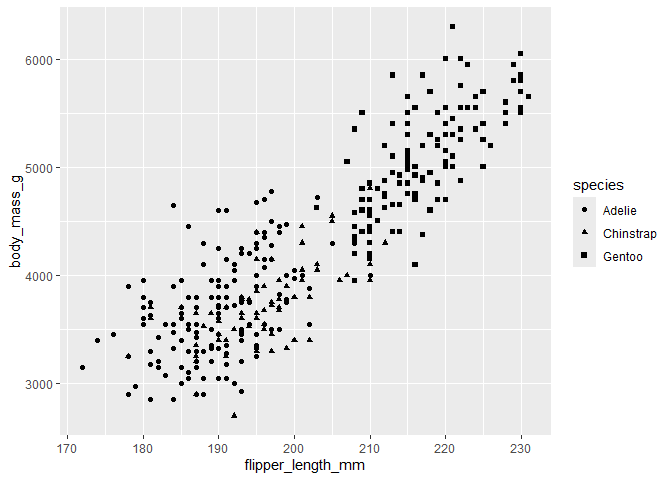 6000
5000
4000
3000
body_mass_g
170 180 190 200 210 220 230
flipper_length_mm
species
Adelie
Chinstrap
Gentoo